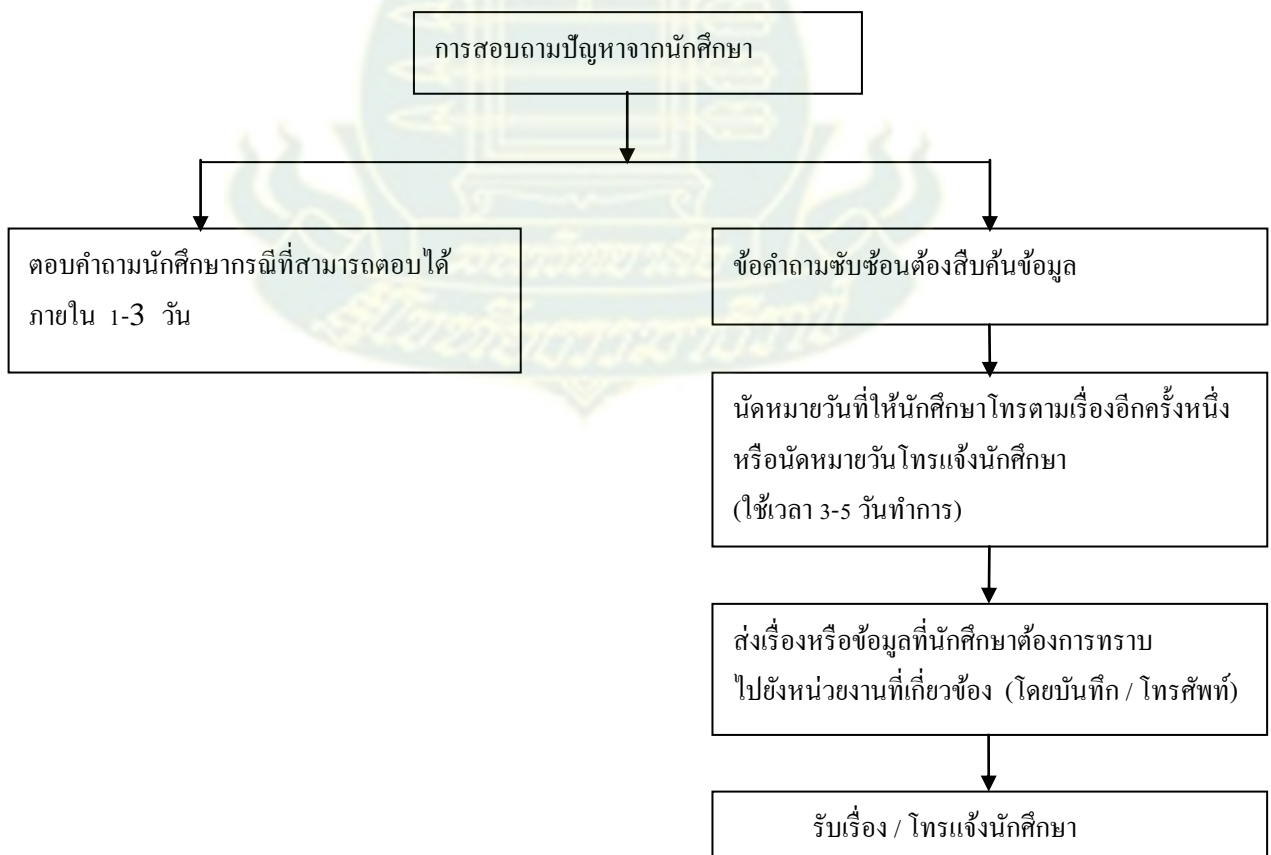 การสอบถามปัญหาจากนักศึกษา
ตอบคำถามนักศึกษากรณีที่สามารถตอบได้
ภายใน 1-3 วัน
ข้อคำถามซับซ้อนต้องสืบค้นข้อมูล
นัดหมายวันที่ให้นักศึกษาโทรตามเรื่องอีกครั้งหนึ่ง
หรือนัดหมายวันโทรแจ้งนักศึกษา
(ใช้เวลา 3-5 วันทำการ)
ส่งเรื่องหรือข้อมูลที่นักศึกษาต้องการทราบ
ไปยังหน่วยงานที่เกี่ยวข้อง (โดยบันทึก / โทรศัพท์)
รับเรื่อง / โทรแจ้งนักศึกษา